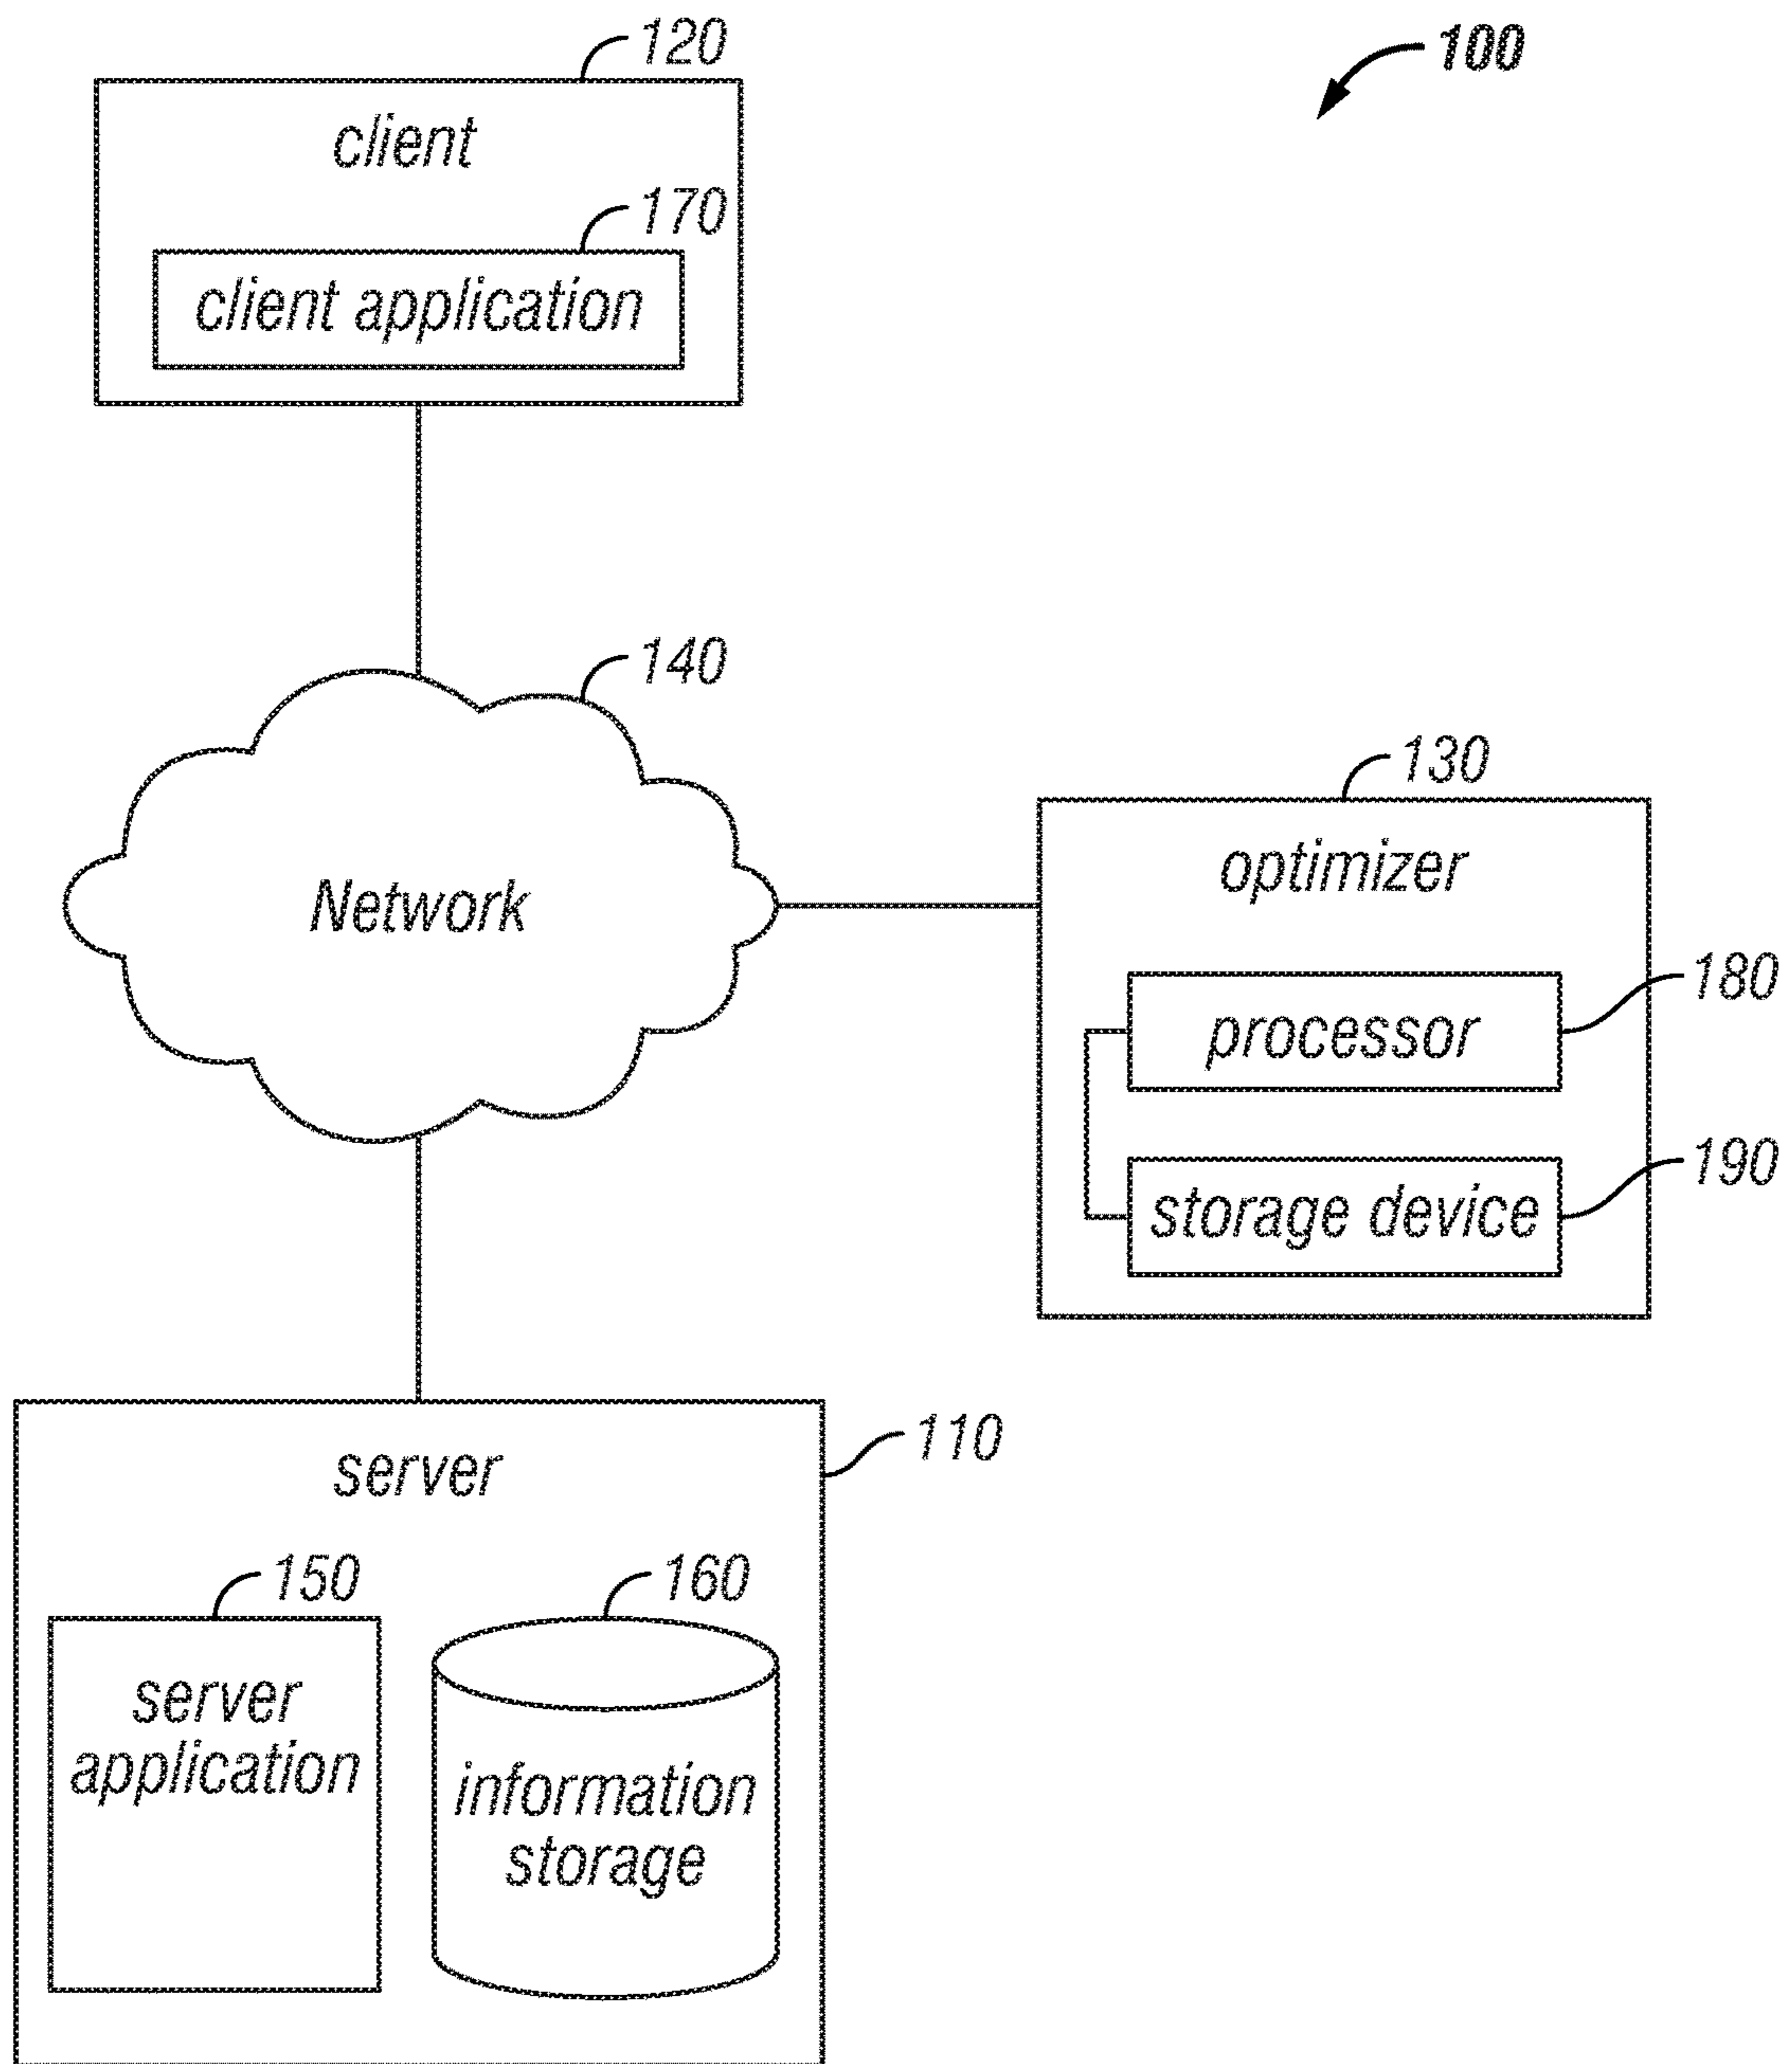 120
100
client
170
client application
140
130
Network
optimizer
180
processor
190
storage device
110
server
150
160
server
application
information
storage